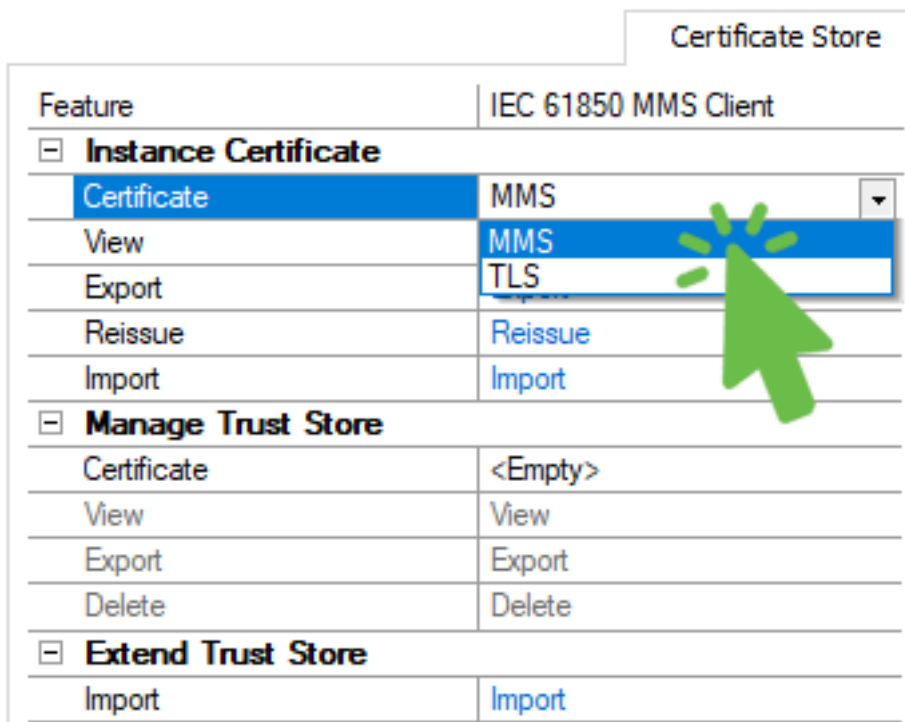 Certificate Store
Feature IEC 61850 MMS Client
Instance Certificate
Certificate MMS
View MMS
Export TLS
Reissue Reissue
Import Import
Manage Trust Store
Certificate <Empty>
View View
Export Export
Delete Delete
Extend Trust Store
Import Import